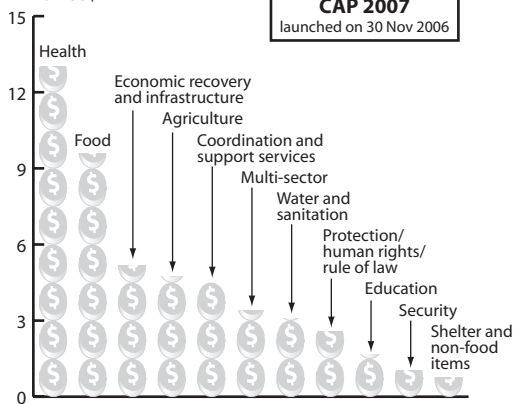 CAP 2007
launched on 30 Nov 2006
15
12
9
6
3
0
Health
Food
Economic recovery
and infrastructure
Agriculture
Coordination and
support services
Multi-sector
Water and
sanitation
Protection/
human rights/
rule of law
Education
Security
Shelter and
non-food
items